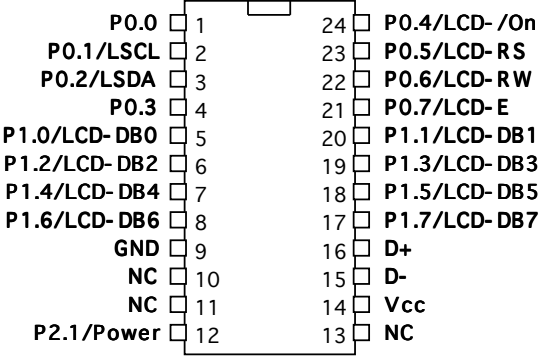 P0.0 1 24 P0.4/LCD-/On
P0.1/LSCL 2 23 P0.5/LCD-RS
P0.2/LSDA 3 22 P0.6/LCD-RW
P0.3 4 21 P0.7/LCD-E
P1.0/LCD-DB0 5 20 P1.1/LCD-DB1
P1.2/LCD-DB2 6 19 P1.3/LCD-DB3
P1.4/LCD-DB4 7 18 P1.5/LCD-DB5
P1.6/LCD-DB6 8 17 P1.7/LCD-DB7
GND 9 16 D+
NC 10 15 D-
NC 11 14 Vcc
P2.1/Power 12 13 NC